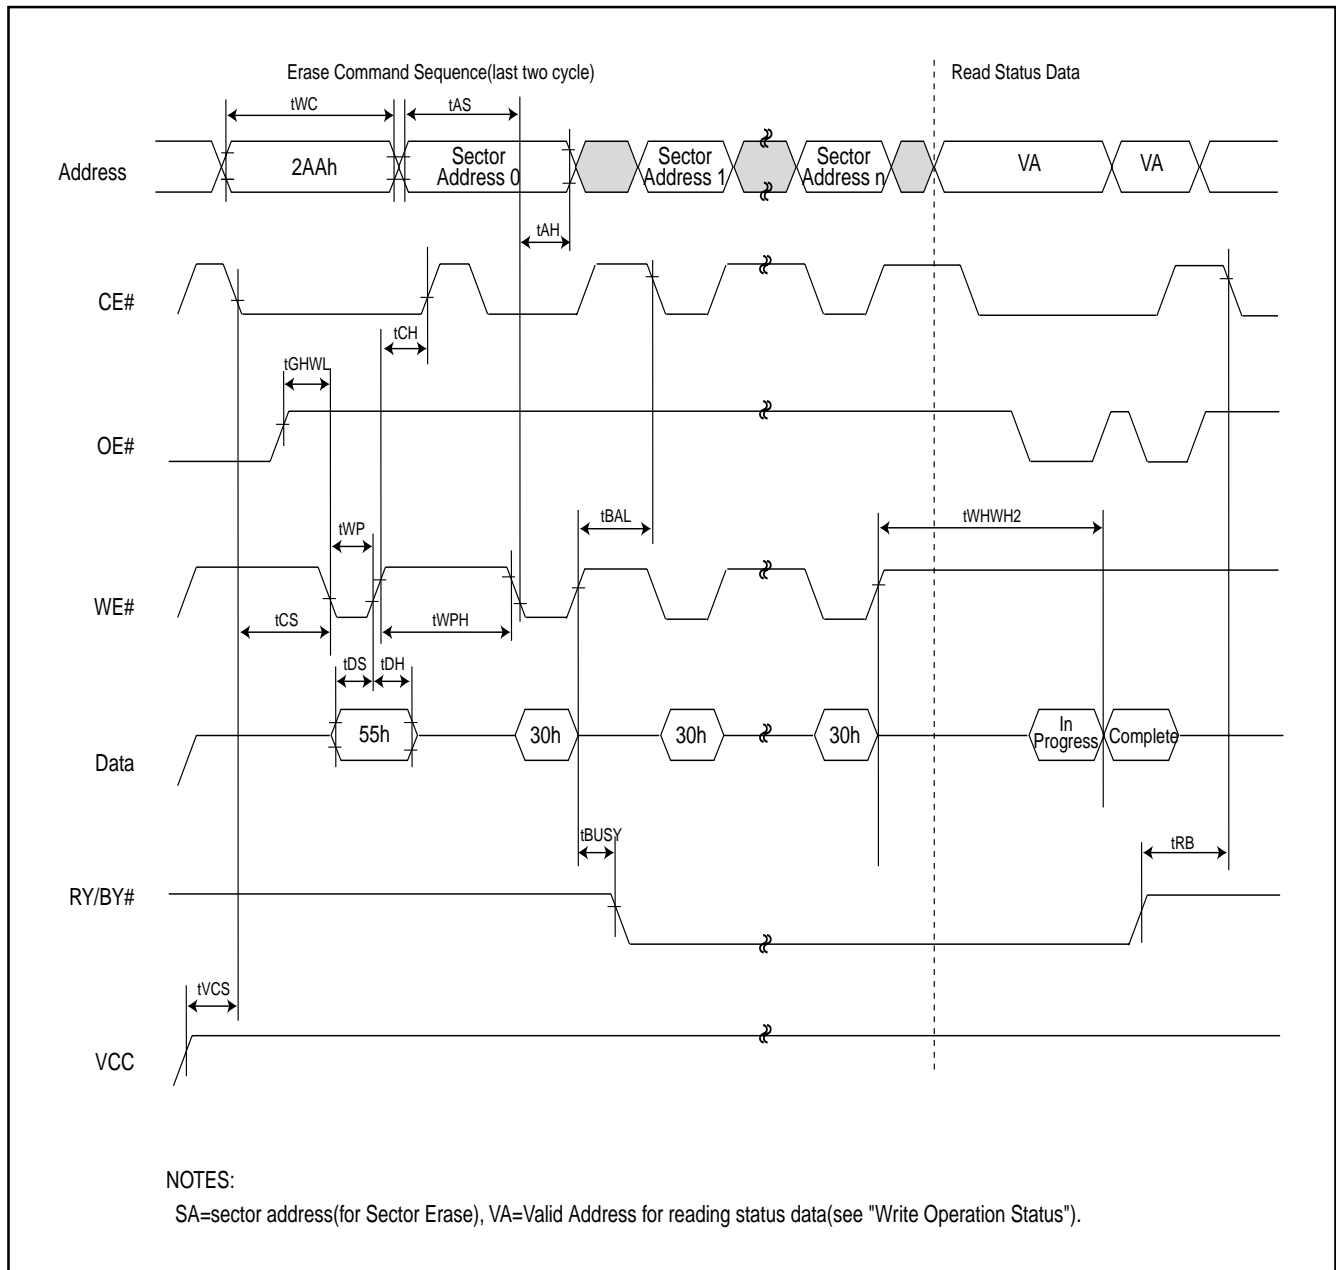 Erase Command Sequence(last two cycle)
Read Status Data
tWC
tAS
Address
2AAh
Sector
Address 0
Sector
Address 1
Sector
Address n
VA
VA
tAH
CE#
tCH
tGHWL
OE#
tBAL
tWHWH2
tWP
WE#
tCS
tWPH
tDS
tDH
Data
55h
30h
30h
30h
In
Progress
Complete
tBUSY
tRB
RY/BY#
tVCS
VCC
NOTES:
SA=sector address(for Sector Erase), VA=Valid Address for reading status data(see "Write Operation Status").